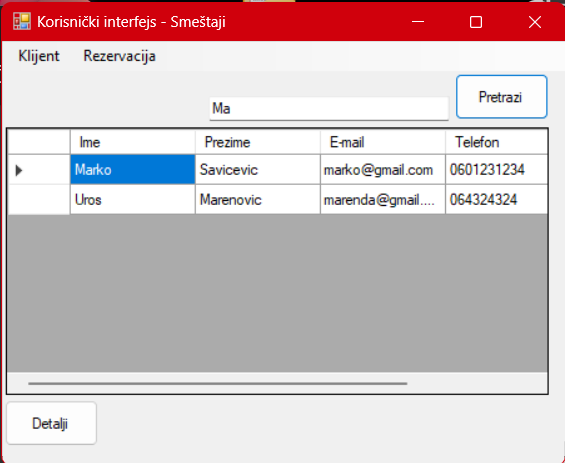 Korisnički interfejs - Smeštaji
Klijent Rezervacija
Ma Pretrazi
Ime Prezime E-mail Telefon
Marko Savicevic marko@gmail.com 0601231234
Uros Marenovic marenda@gmail.... 064324324
Detalji